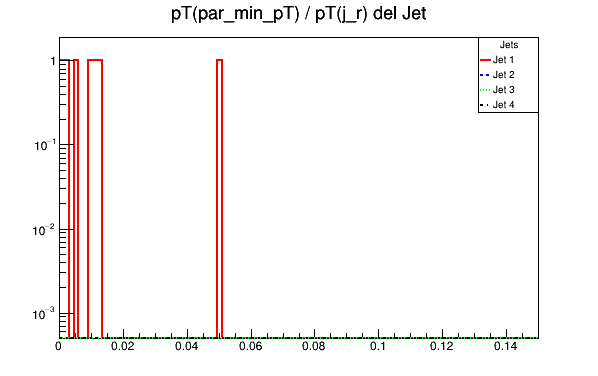 pT(par_min_pT) / pT(j_r) del Jet
Jets
Jet 1
Jet 2
Jet 3
Jet 4
1
10⁻¹
10⁻²
10⁻³
0 0.02 0.04 0.06 0.08 0.1 0.12 0.14